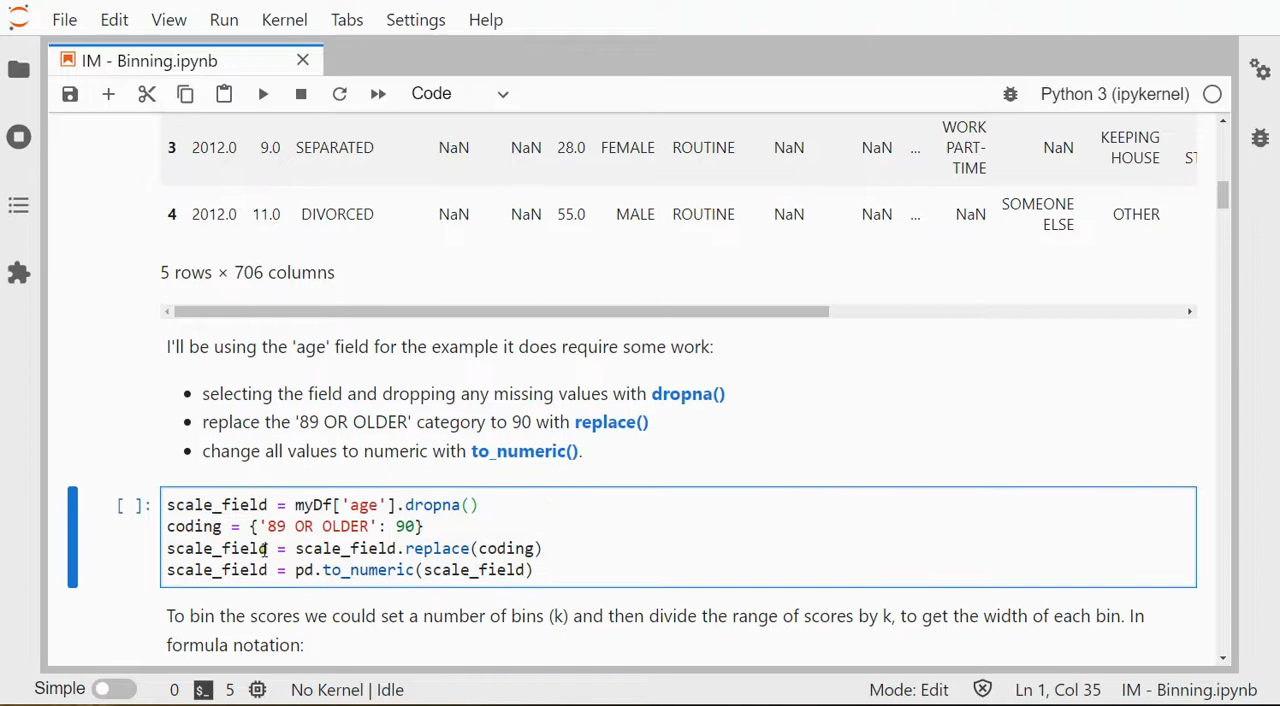 File Edit View Run Kernel Tabs Settings Help
IM - Binning.ipynb
Code
Python 3 (ipykernel)
WORK
3 2012.0 9.0 SEPARATED NaN NaN 28.0 FEMALE ROUTINE NaN NaN ... PART- NaN KEEPING
TIME HOUSE ST
4 2012.0 11.0 DIVORCED NaN NaN 55.0 MALE ROUTINE NaN NaN ... NaN SOMEONE OTHER
ELSE
5 rows × 706 columns
I'll be using the 'age' field for the example it does require some work:
• selecting the field and dropping any missing values with dropna()
• replace the '89 OR OLDER' category to 90 with replace()
• change all values to numeric with to_numeric().
[ ]: scale_field = myDf['age'].dropna()
coding = {'89 OR OLDER': 90}
scale_field = scale_field.replace(coding)
scale_field = pd.to_numeric(scale_field)
To bin the scores we could set a number of bins (k) and then divide the range of scores by k, to get the width of each bin. In
formula notation:
Simple 0 5 No Kernel | Idle Mode: Edit Ln 1, Col 35 IM - Binning.ipynb